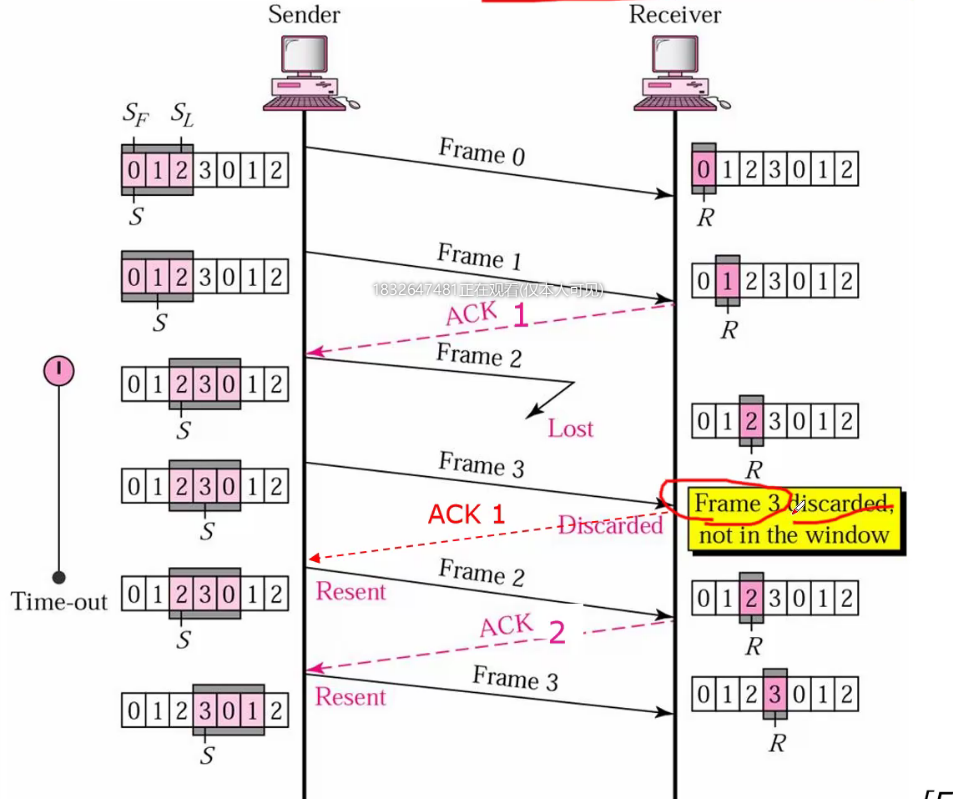 Sender
Receiver
S_F S_L
0 1 2 3 0 1 2
S
Frame 0
0 1 2 3 0 1 2
R
0 1 2 3 0 1 2
S
Frame 1
1832647481正在观看(仅本人可见)
0 1 2 3 0 1 2
R
ACK 1
0 1 2 3 0 1 2
S
Frame 2
Lost
0 1 2 3 0 1 2
R
0 1 2 3 0 1 2
S
Frame 3
Discarded
Frame 3 discarded,
not in the window
ACK 1
Time-out
0 1 2 3 0 1 2
S
Resent
Frame 2
0 1 2 3 0 1 2
R
ACK 2
0 1 2 3 0 1 2
S
Resent
Frame 3
0 1 2 3 0 1 2
R